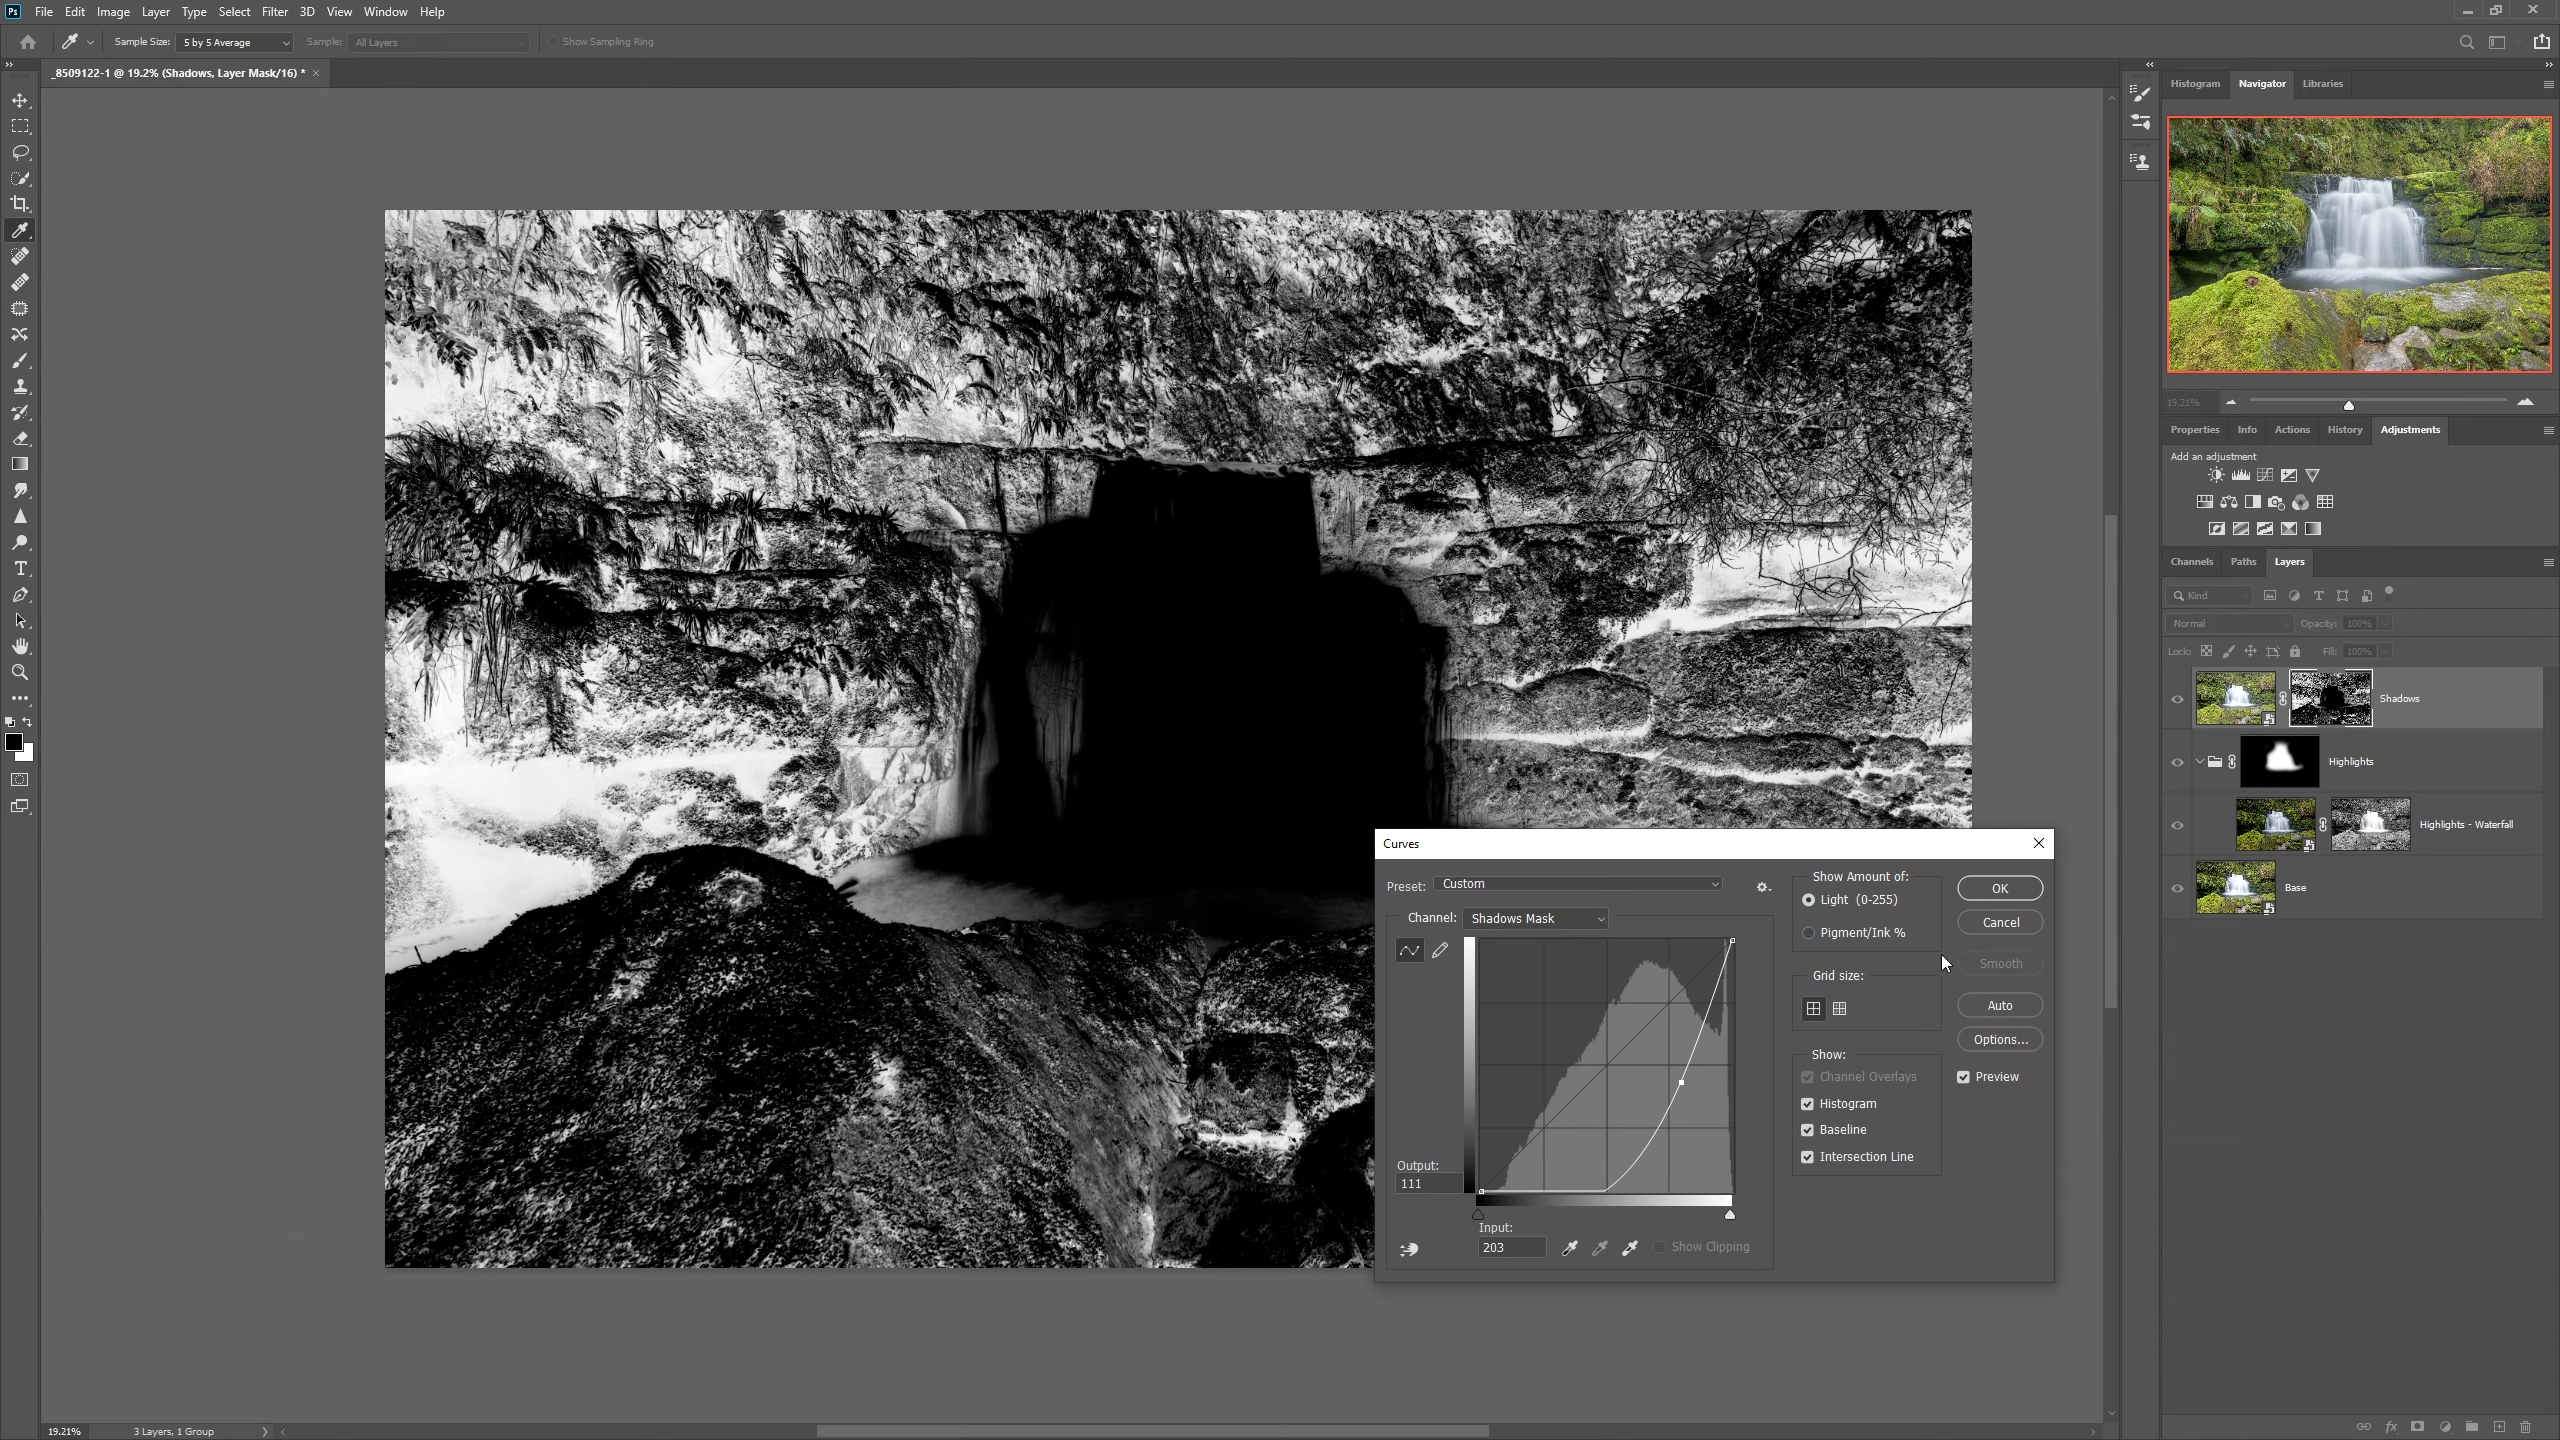 Ps File Edit Image Layer Type Select Filter 3D View Window Help
Sample Size: 5 by 5 Average Sample: All Layers Show Sampling Ring
_8509122-1 @ 19.2% (Shadows, Layer Mask/16) *
Histogram Navigator Libraries
19.21%
Properties Info Actions History Adjustments
Add an adjustment
Channels Paths Layers
Kind
Normal Opacity: 100%
Lock: Fill: 100%
Shadows
Highlights
Highlights - Waterfall
Base
Curves
Preset: Custom
Channel: Shadows Mask
Output:
111
Input:
203
Show Clipping
Show Amount of:
Light (0-255)
Pigment/Ink %
Grid size:
Show:
Channel Overlays
Histogram
Baseline
Intersection Line
OK
Cancel
Smooth
Auto
Options...
Preview
19.21% 3 Layers, 1 Group